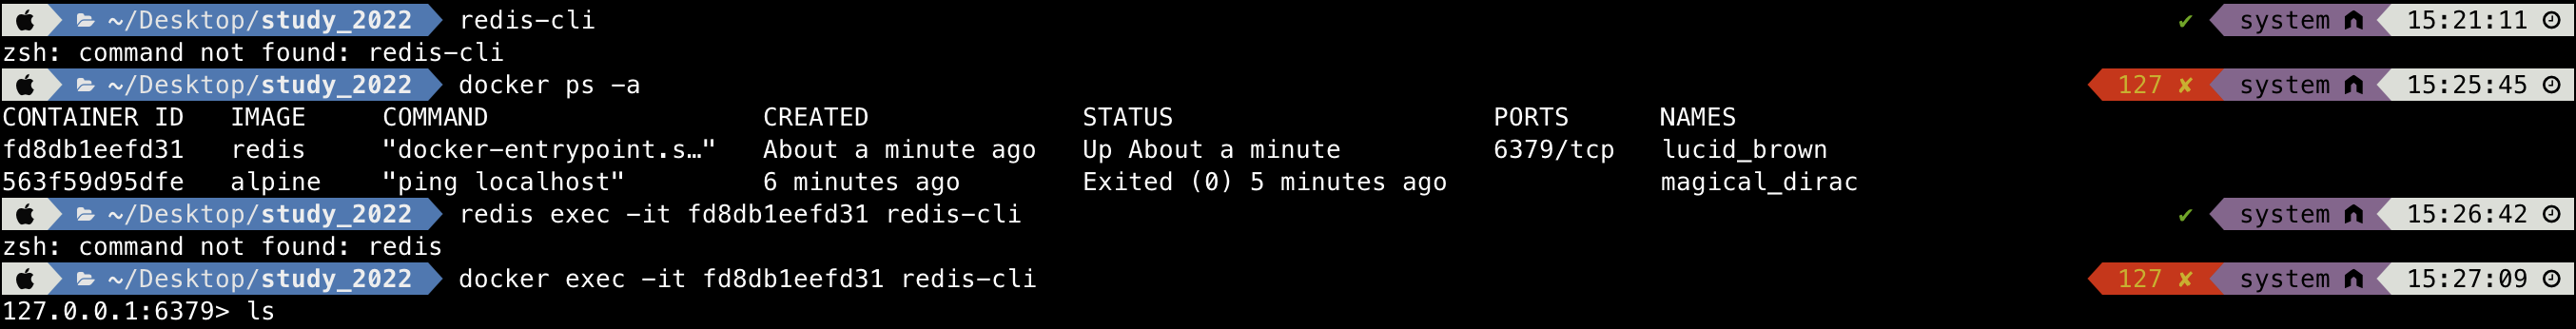 ~/Desktop/study_2022 redis-cli ✔ system 15:21:11
zsh: command not found: redis-cli
~/Desktop/study_2022 docker ps -a 127 ✘ system 15:25:45
CONTAINER ID IMAGE COMMAND CREATED STATUS PORTS NAMES
fd8db1eefd31 redis "docker-entrypoint.s…" About a minute ago Up About a minute 6379/tcp lucid_brown
563f59d95dfe alpine "ping localhost" 6 minutes ago Exited (0) 5 minutes ago magical_dirac
~/Desktop/study_2022 redis exec -it fd8db1eefd31 redis-cli ✔ system 15:26:42
zsh: command not found: redis
~/Desktop/study_2022 docker exec -it fd8db1eefd31 redis-cli 127 ✘ system 15:27:09
127.0.0.1:6379> ls